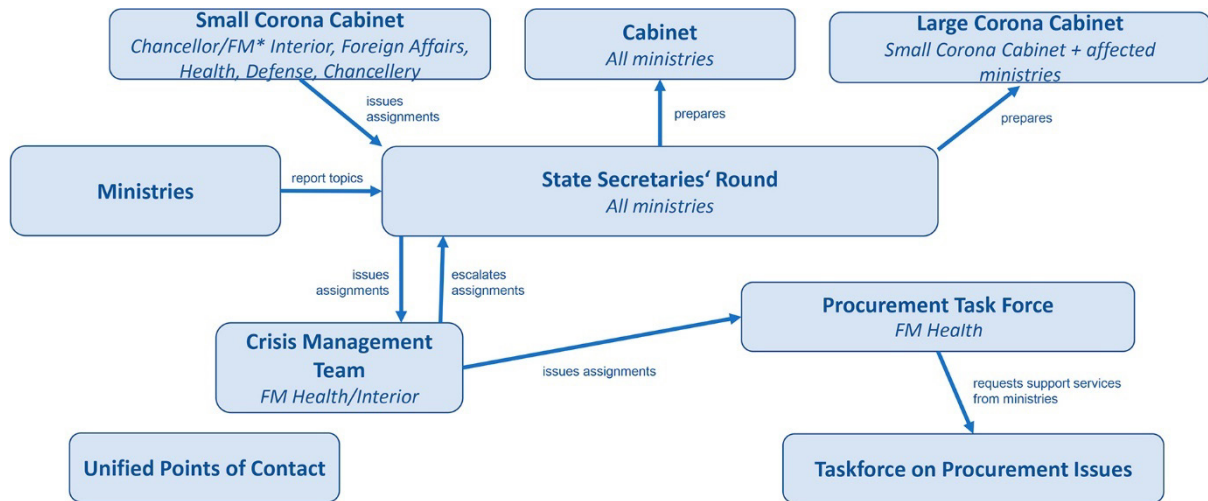 Small Corona Cabinet
Chancellor/FM* Interior, Foreign Affairs,
Health, Defense, Chancellery
Cabinet
All ministries
Large Corona Cabinet
Small Corona Cabinet + affected
ministries
issues
assignments
prepares
prepares
Ministries
report topics
State Secretaries‘ Round
All ministries
issues
assignments
escalates
assignments
Procurement Task Force
FM Health
Crisis Management
Team
FM Health/Interior
issues assignments
requests support services
from ministries
Unified Points of Contact
Taskforce on Procurement Issues